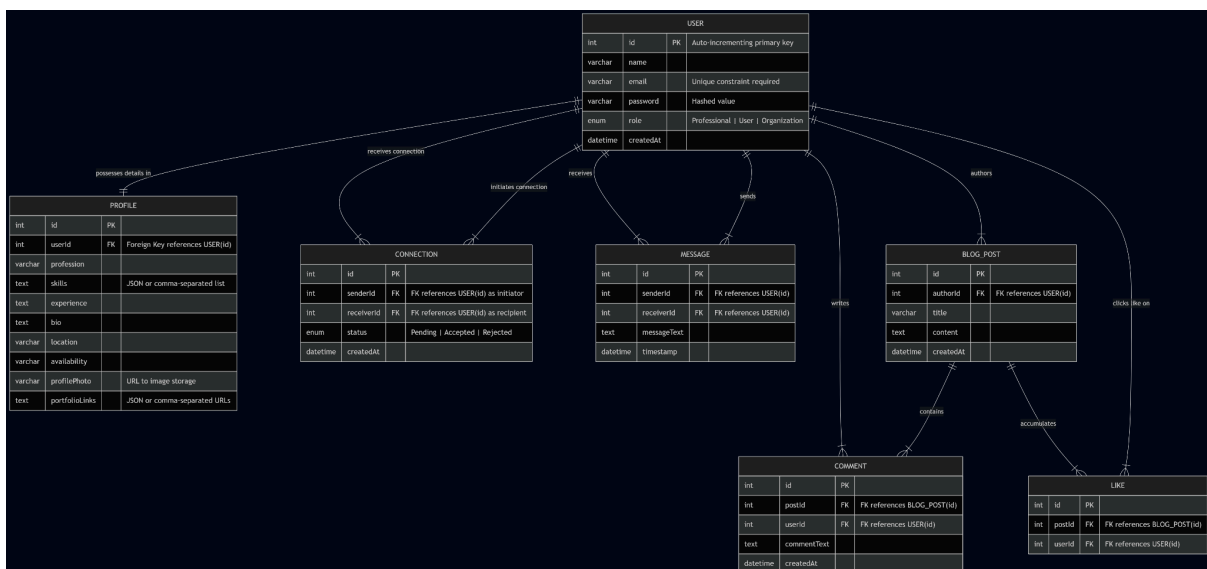 USER
int id PK Auto-incrementing primary key
varchar name
varchar email Unique constraint required
varchar password Hashed value
enum role Professional | User | Organization
datetime createdAt
receives connection
possesses details in
initiates connection
receives
sends
authors
PROFILE
int id PK
int userId FK Foreign Key references USER(id)
varchar profession
text skills JSON or comma-separated list
text experience
text bio
varchar location
varchar availability
varchar profilePhoto URL to image storage
text portfolioLinks JSON or comma-separated URLs
CONNECTION
int id PK
int senderId FK FK references USER(id) as initiator
int receiverId FK FK references USER(id) as recipient
enum status Pending | Accepted | Rejected
datetime createdAt
MESSAGE
int id PK
int senderId FK FK references USER(id)
int receiverId FK FK references USER(id)
text messageText
datetime timestamp
writes
BLOG_POST
int id PK
int authorId FK FK references USER(id)
varchar title
text content
datetime createdAt
clicks like on
contains
accumulates
COMMENT
int id PK
int postId FK FK references BLOG_POST(id)
int userId FK FK references USER(id)
text commentText
datetime createdAt
LIKE
int id PK
int postId FK FK references BLOG_POST(id)
int userId FK FK references USER(id)